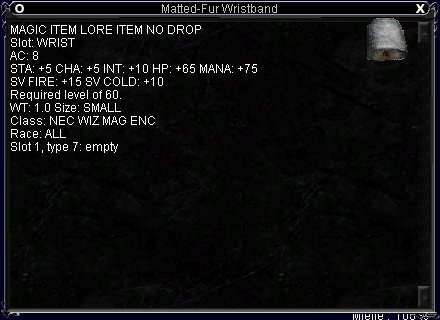 Matted-Fur Wristband
MAGIC ITEM LORE ITEM NO DROP
Slot: WRIST
AC: 8
STA: +5 CHA: +5 INT: +10 HP: +65 MANA: +75
SV FIRE: +15 SV COLD: +10
Required level of 60.
WT: 1.0 Size: SMALL
Class: NEC WIZ MAG ENC
Race: ALL
Slot 1, type 7: empty